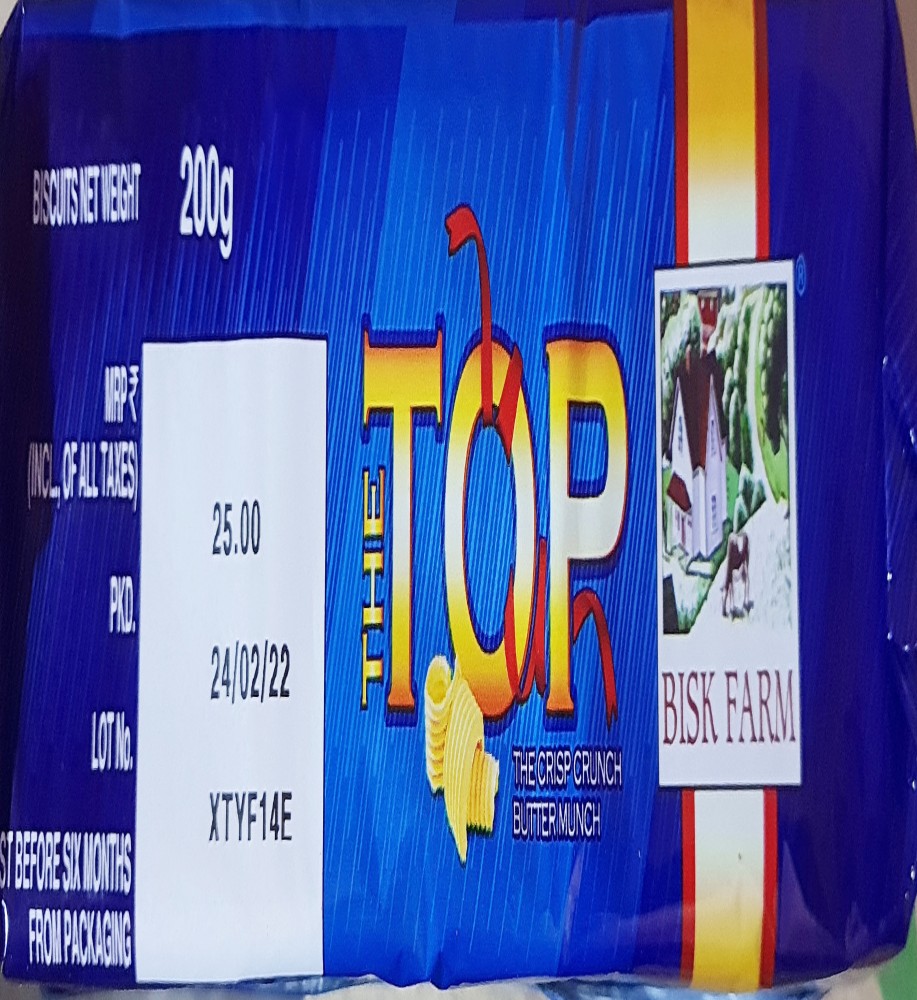 BISCUITS NET WEIGHT 200g
MRP ₹
(INCL. OF ALL TAXES)
25.00
PKD. 24/02/22
LOT No. XTYF14E
ST BEFORE SIX MONTHS
FROM PACKAGING
THE
TOP
THE CRISP CRUNCH
BUTTER MUNCH
®
BISK FARM